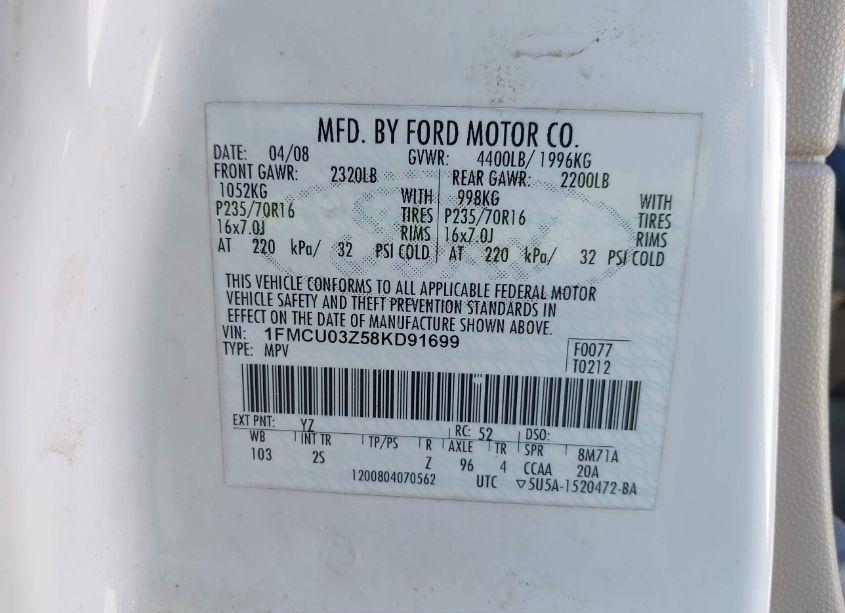 MFD. BY FORD MOTOR CO.
DATE: 04/08 GVWR: 4400LB/ 1996KG
FRONT GAWR: 2320LB REAR GAWR: 2200LB
1052KG WITH 998KG WITH
P235/70R16 TIRES P235/70R16 TIRES
16x7.0J RIMS 16x7.0J RIMS
AT 220 kPa/ 32 PSI COLD AT 220 kPa/ 32 PSI COLD
THIS VEHICLE CONFORMS TO ALL APPLICABLE FEDERAL MOTOR
VEHICLE SAFETY AND THEFT PREVENTION STANDARDS IN
EFFECT ON THE DATE OF MANUFACTURE SHOWN ABOVE.
VIN: 1FMCU03Z58KD91699
TYPE: MPV F0077
T0212
EXT PNT: YZ RC: 52 DSO:
WB INT TR TP/PS R AXLE TR SPR 8M71A
103 2S Z 96 4 CCAA 20A
1200804070562 UTC ▽5U5A-1520472-BA